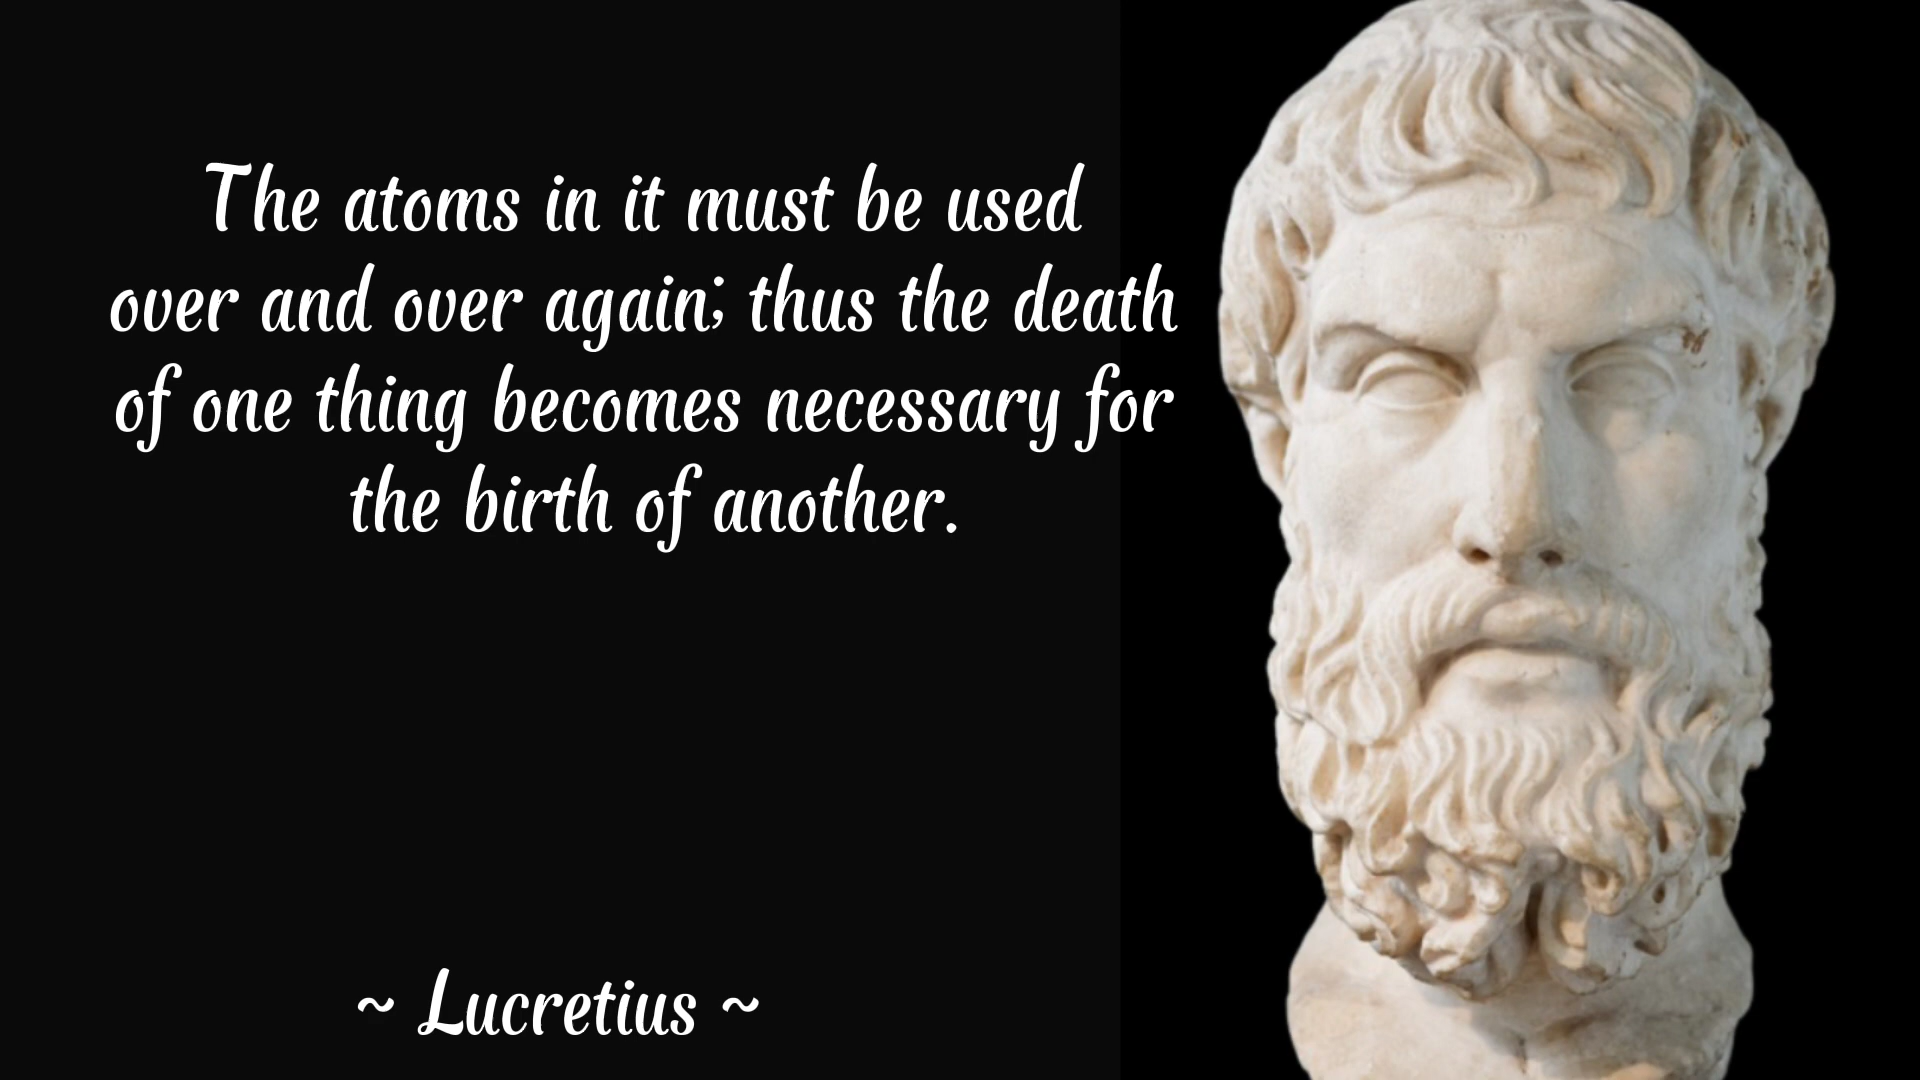 The atoms in it must be used
over and over again; thus the death
of one thing becomes necessary for
the birth of another.
~ Lucretius ~